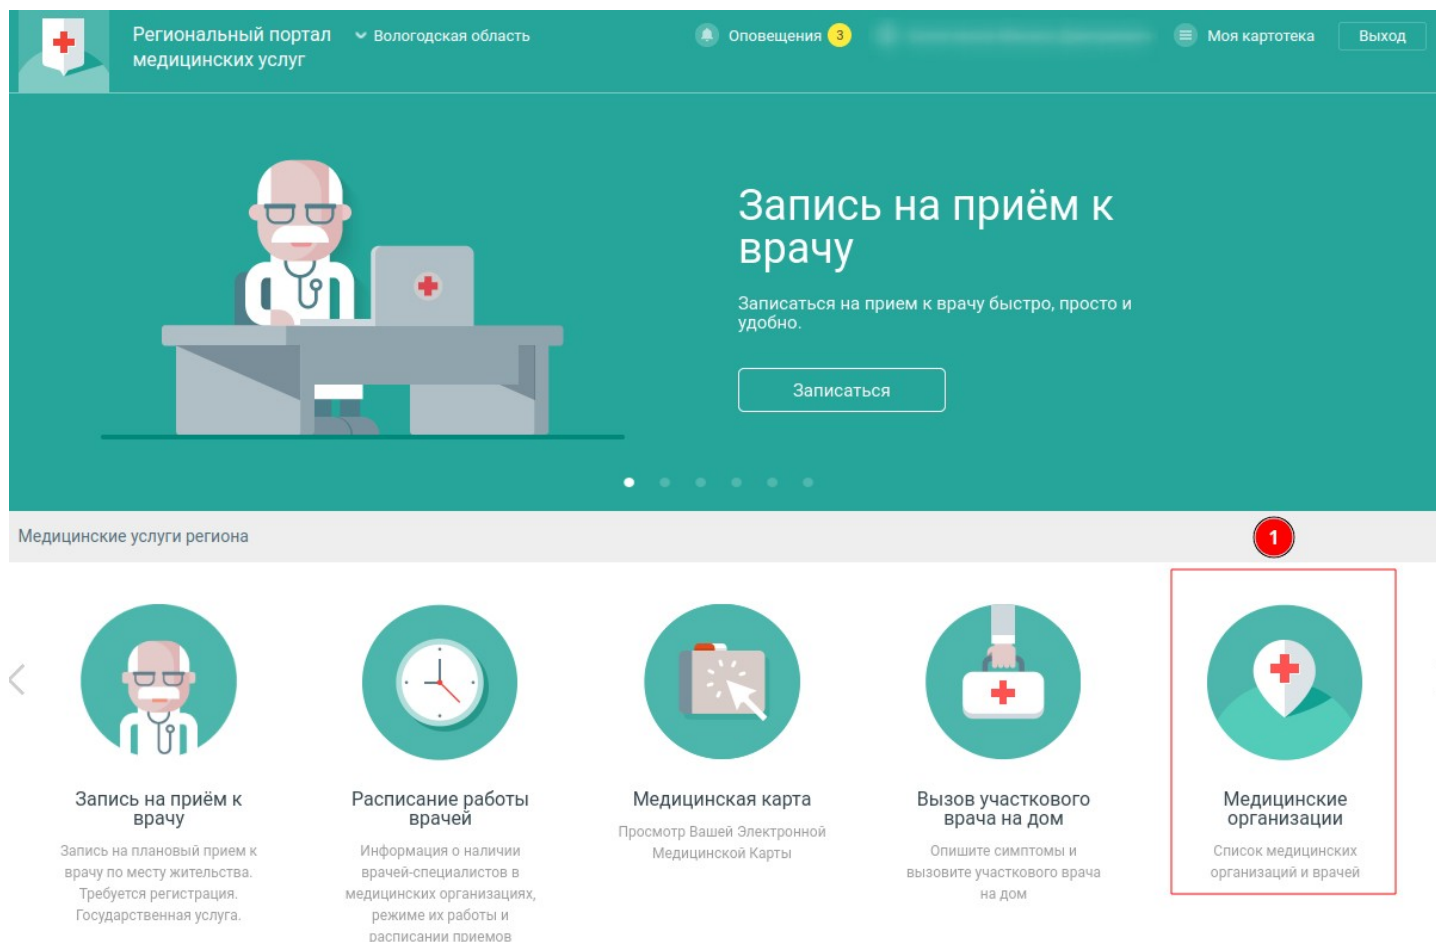 Региональный портал
медицинских услуг
Вологодская область
Оповещения 3
Моя картотека
Выход
Запись на приём к
врачу
Записаться на прием к врачу быстро, просто и
удобно.
Записаться
Медицинские услуги региона
1
Запись на приём к
врачу
Запись на плановый прием к
врачу по месту жительства.
Требуется регистрация.
Государственная услуга.
Расписание работы
врачей
Информация о наличии
врачей-специалистов в
медицинских организациях,
режиме их работы и
расписании приемов
Медицинская карта
Просмотр Вашей Электронной
Медицинской Карты
Вызов участкового
врача на дом
Опишите симптомы и
вызовите участкового врача
на дом
Медицинские
организации
Список медицинских
организаций и врачей